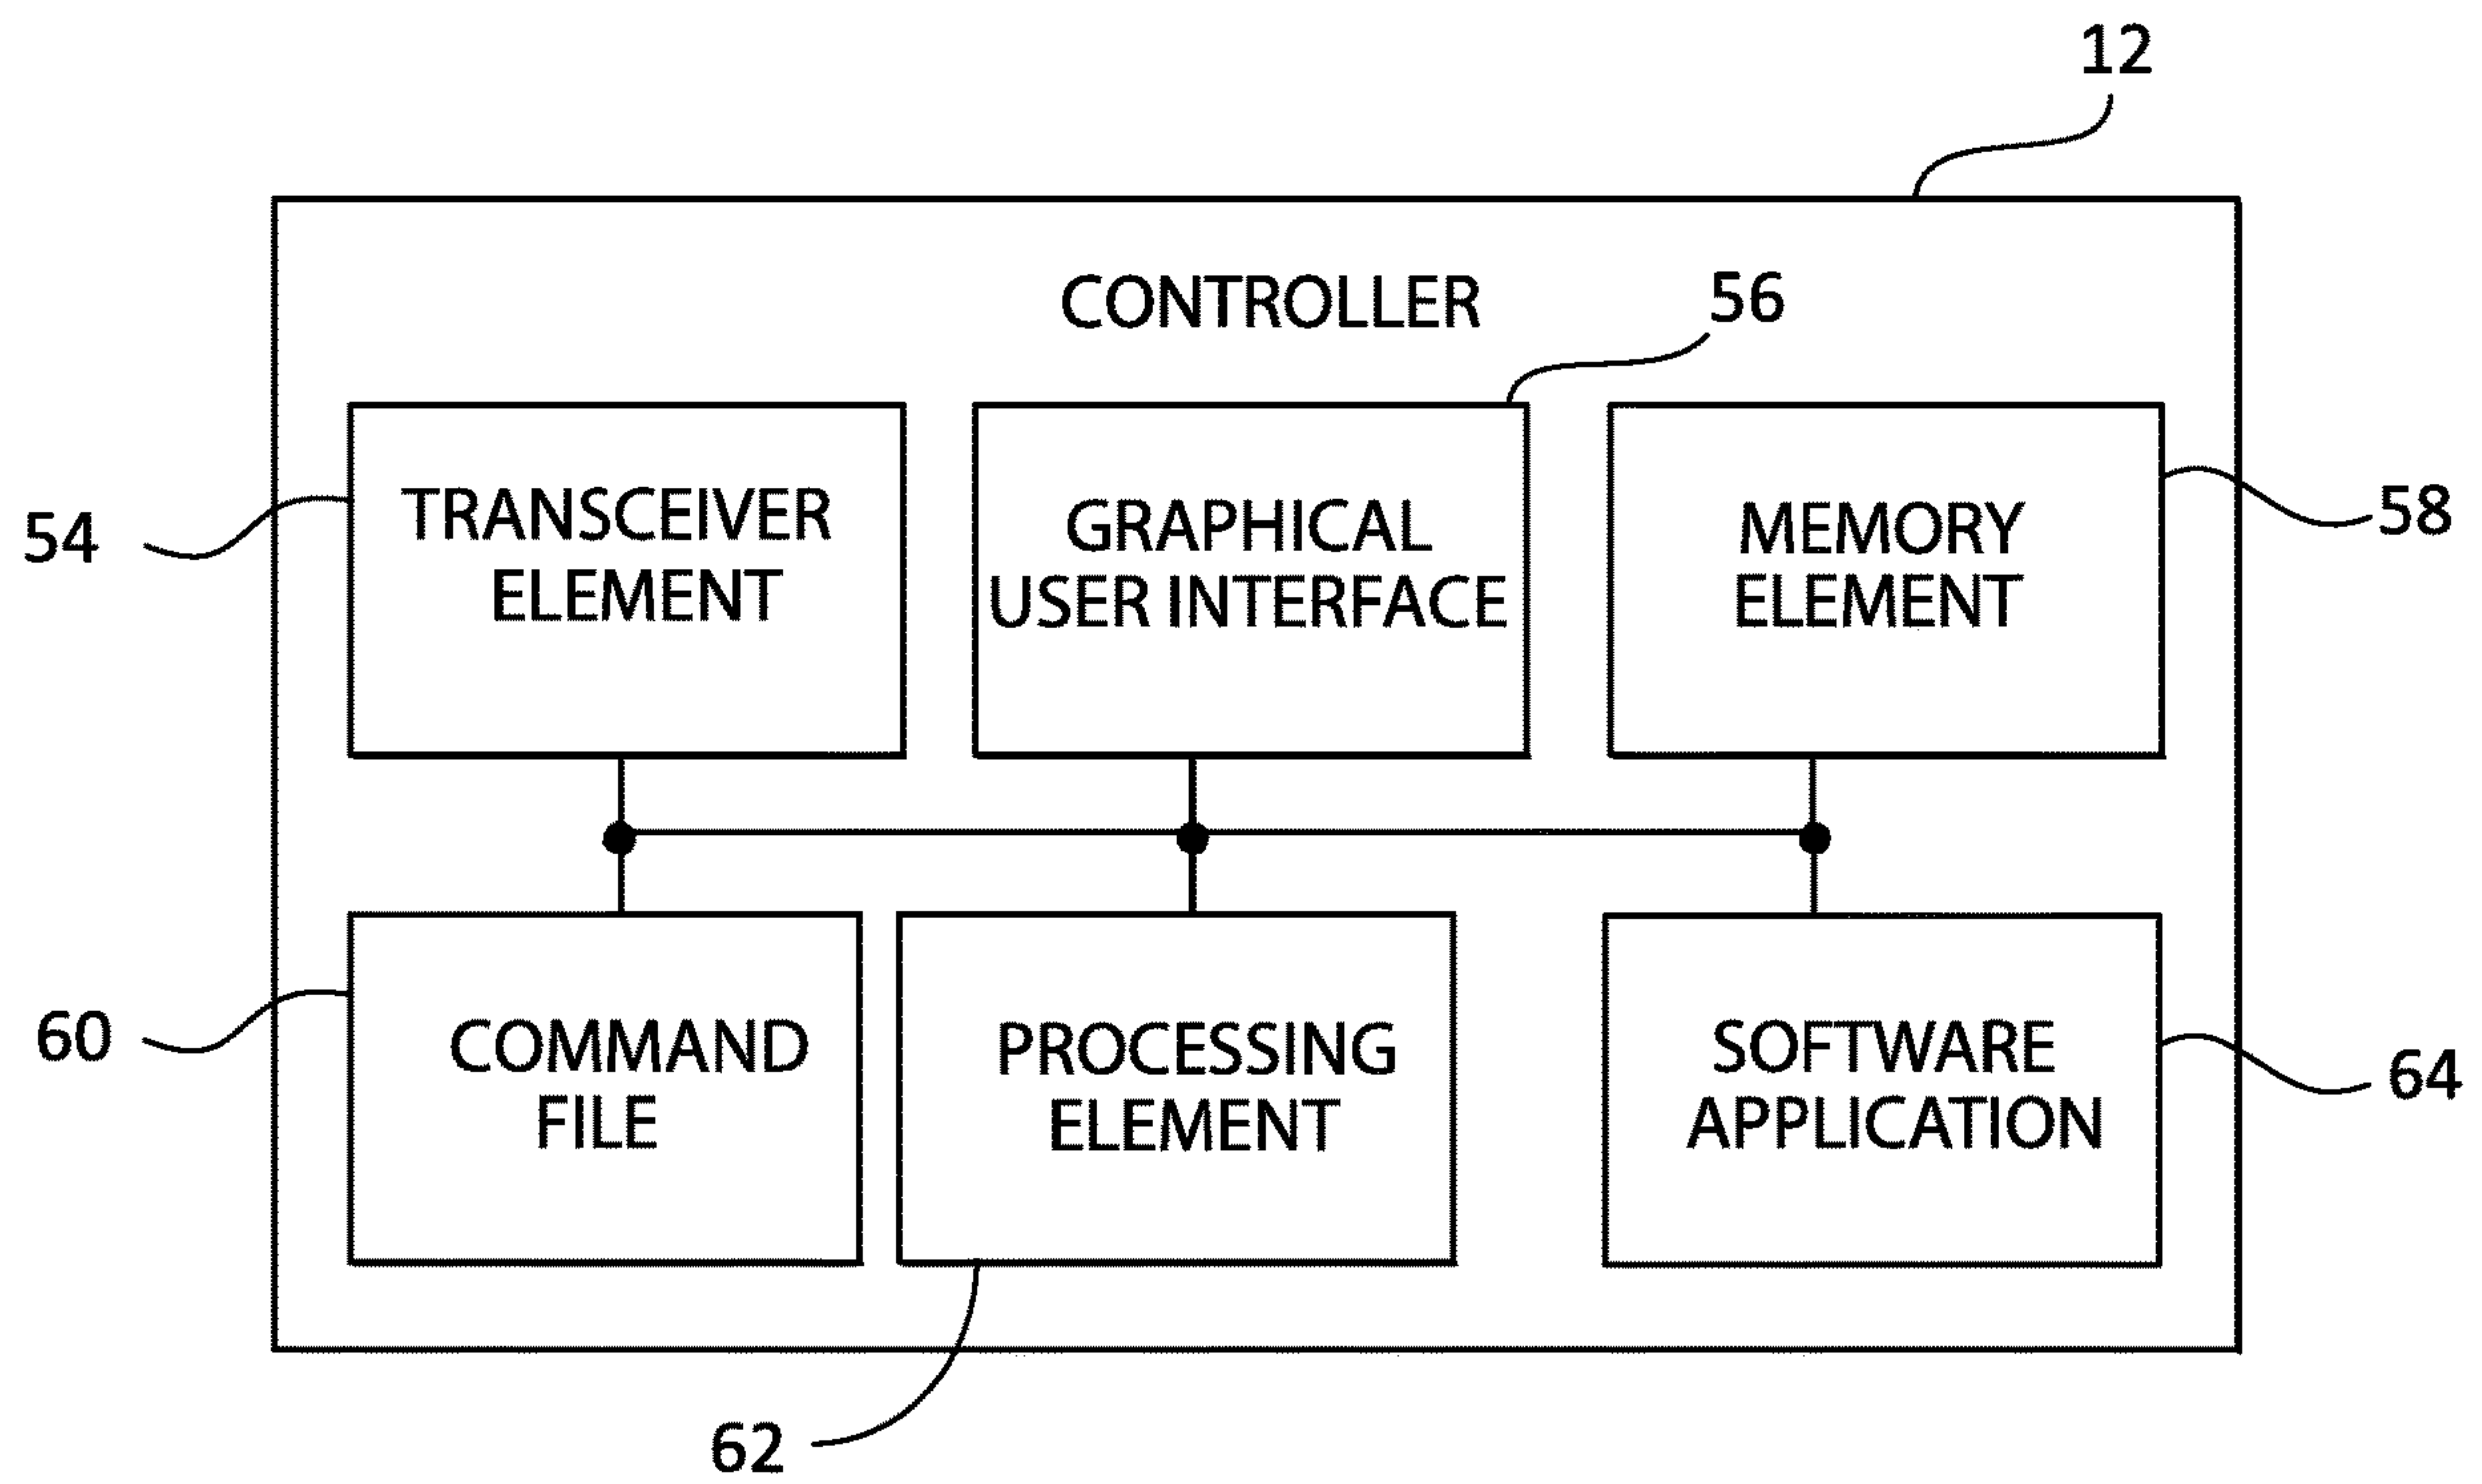 12
CONTROLLER
56
TRANSCEIVER
ELEMENT
GRAPHICAL
USER INTERFACE
MEMORY
ELEMENT
54
58
COMMAND
FILE
PROCESSING
ELEMENT
SOFTWARE
APPLICATION
60
64
62